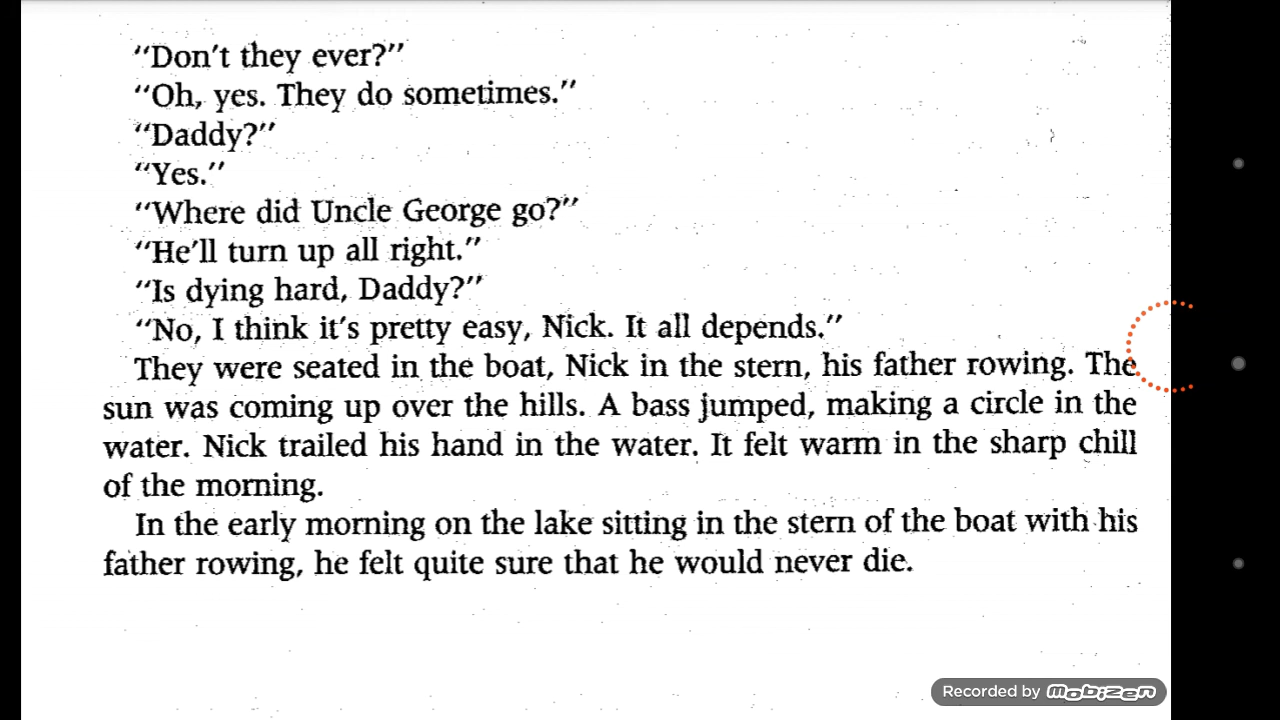 “Don’t they ever?”
“Oh, yes. They do sometimes.”
“Daddy?”
“Yes.”
“Where did Uncle George go?”
“He’ll turn up all right.”
“Is dying hard, Daddy?”
“No, I think it’s pretty easy, Nick. It all depends.”
They were seated in the boat, Nick in the stern, his father rowing. The
sun was coming up over the hills. A bass jumped, making a circle in the
water. Nick trailed his hand in the water. It felt warm in the sharp chill
of the morning.
In the early morning on the lake sitting in the stern of the boat with his
father rowing, he felt quite sure that he would never die.
Recorded by mobizen